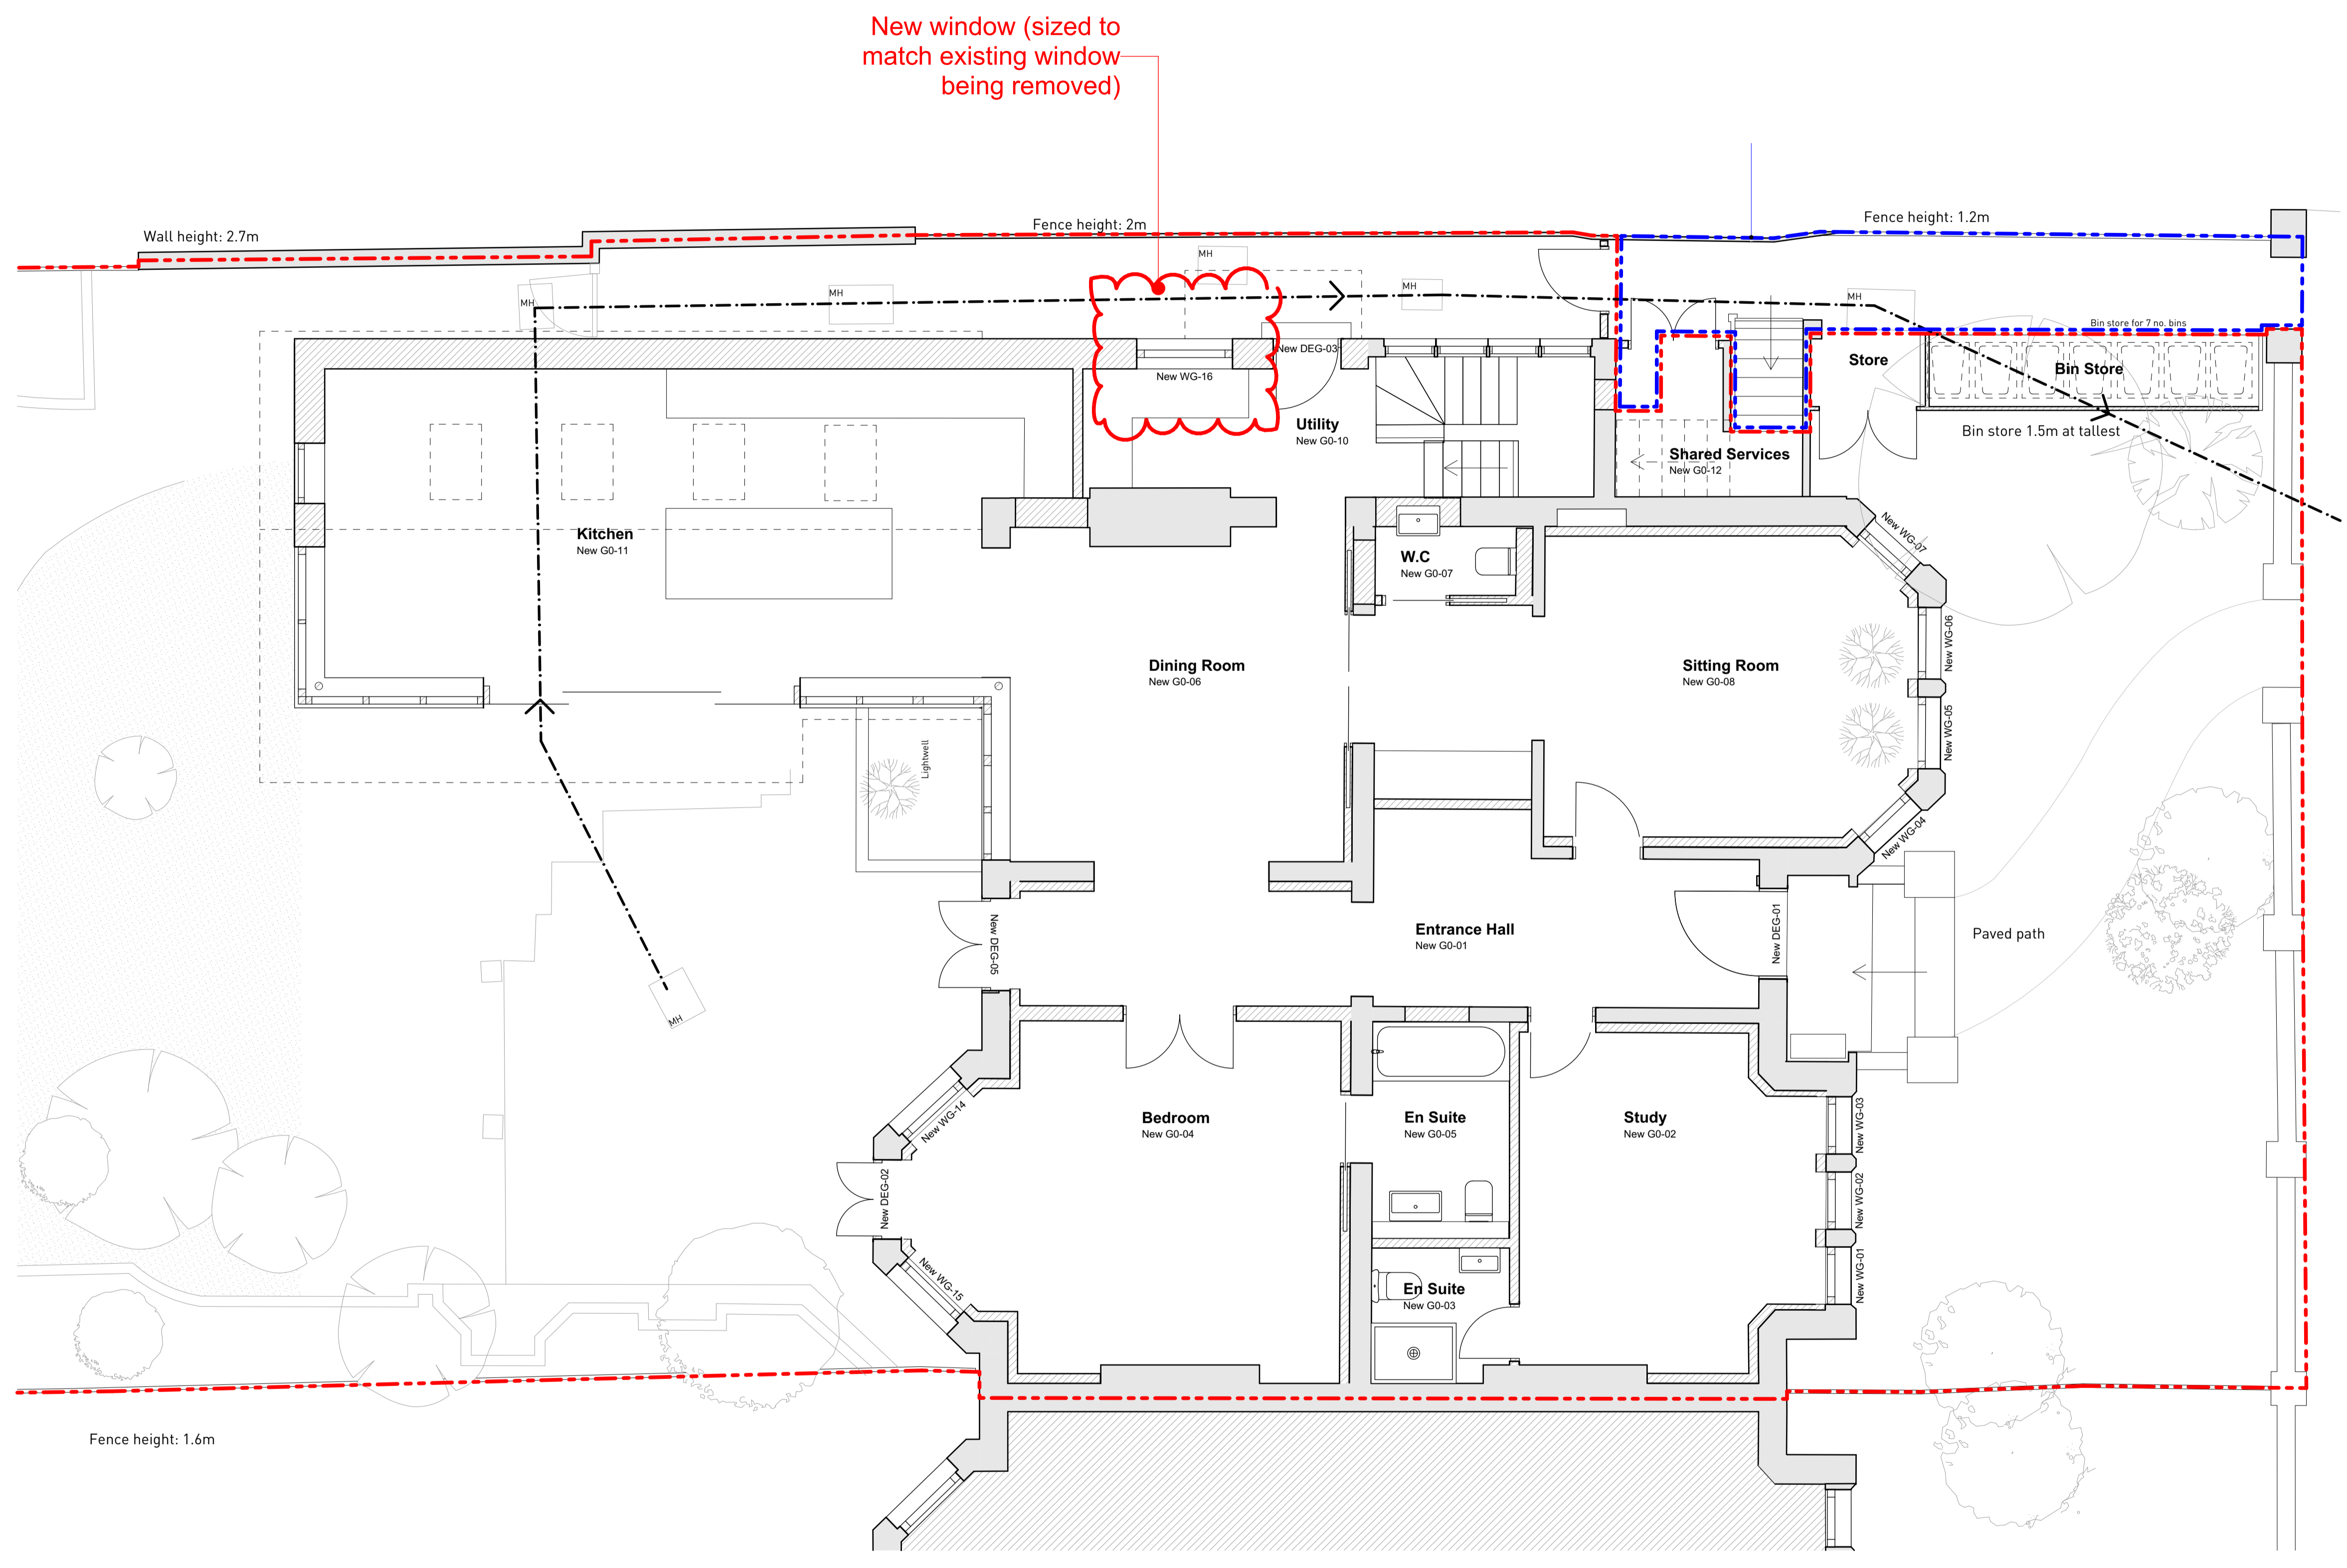 New window (sized to
match existing window
being removed)
Wall height: 2.7m
Fence height: 2m
Fence height: 1.2m
MH
MH
MH
MH
MH
Bin store for 7 no. bins
New DEG-03
New WG-16
Store
Bin Store
Utility
New G0-10
Bin store 1.5m at tallest
Shared Services
New G0-12
New WG-07
Kitchen
New G0-11
W.C
New G0-07
New WG-06
Dining Room
New G0-06
Sitting Room
New G0-08
New WG-05
Lightwell
New WG-04
New DEG-05
Entrance Hall
New G0-01
New DEG-01
Paved path
MH
New WG-14
Bedroom
New G0-04
En Suite
New G0-05
Study
New G0-02
New WG-03
New DEG-02
New WG-02
New WG-15
En Suite
New G0-03
New WG-01
Fence height: 1.6m